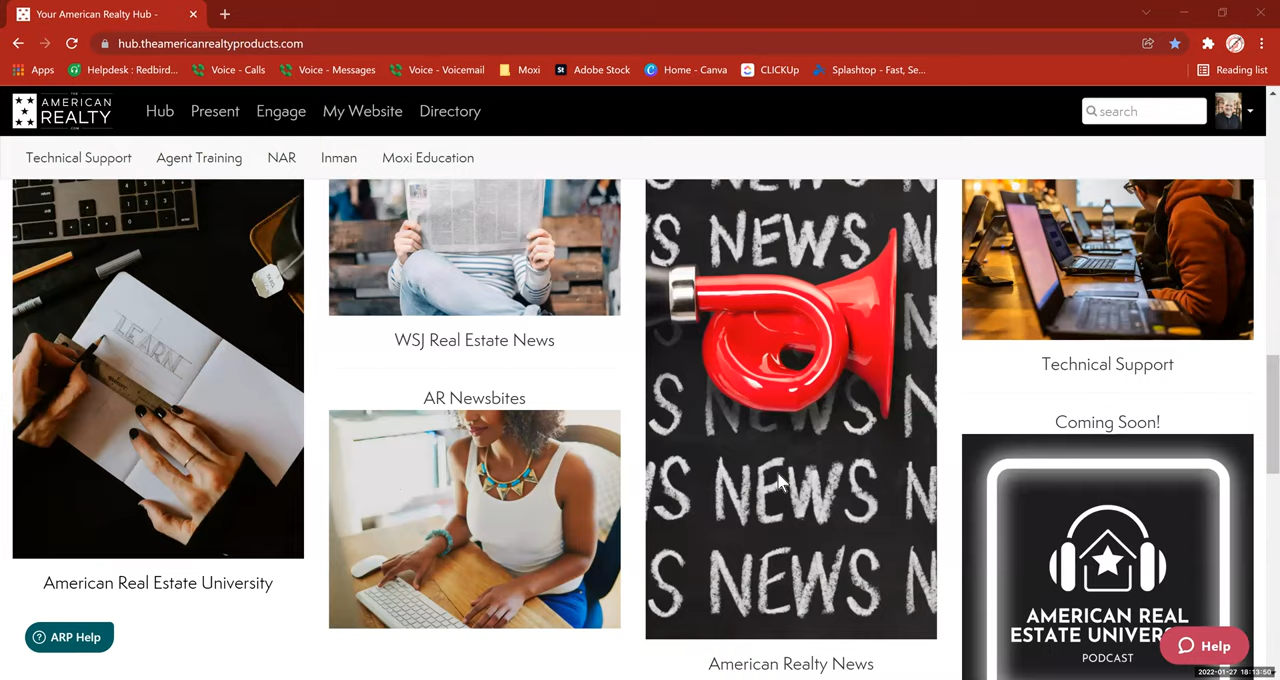 Your American Realty Hub -
hub.theamericanrealtyproducts.com
Apps
Helpdesk : Redbird...
Voice - Calls
Voice - Messages
Voice - Voicemail
Moxi
St
Adobe Stock
Home - Canva
CLICKUp
Splashtop - Fast, Se...
Reading list
THE
AMERICAN
REALTY
.COM
Hub
Present
Engage
My Website
Directory
search
Technical Support
Agent Training
NAR
Inman
Moxi Education
LEARN
American Real Estate University
WSJ Real Estate News
AR Newsbites
S NEWS N
S NEWS N
S NEWS N
S NEWS N
American Realty News
Technical Support
Coming Soon!
AMERICAN REAL
ESTATE UNIVERS
PODCAST
ARP Help
Help
2022-01-27 18:13:50